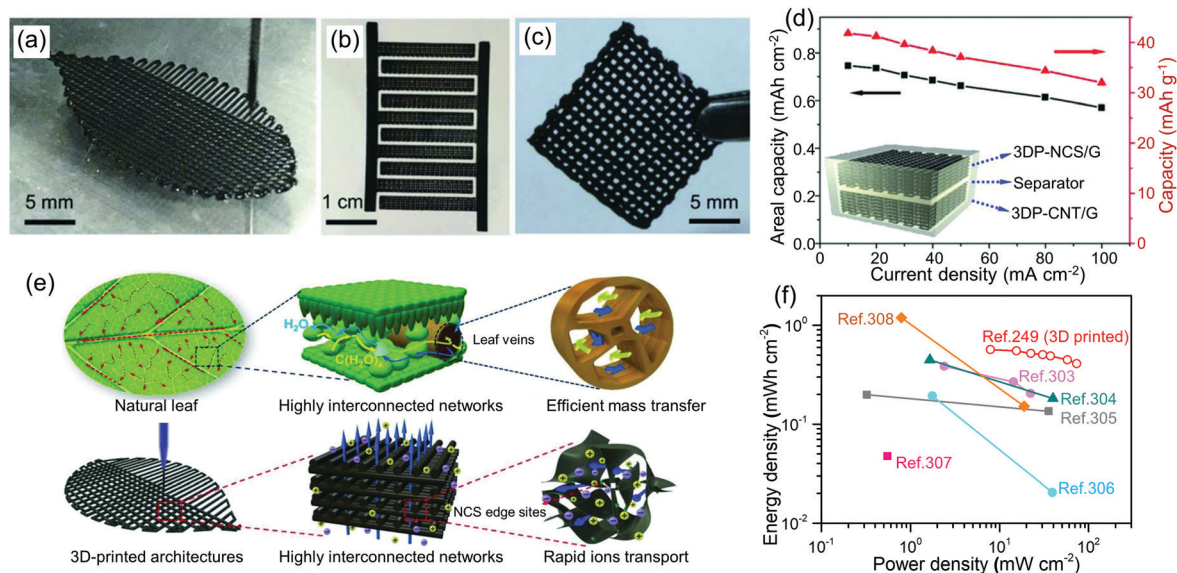 (a)
5 mm
(b)
1 cm
(c)
5 mm
(d)
Areal capacity (mAh cm⁻²)
0.0
0.2
0.4
0.6
0.8
1.0
3DP-NCS/G
Separator
3DP-CNT/G
0
10
20
30
40
Capacity (mAh g⁻¹)
0 20 40 60 80 100
Current density (mA cm⁻²)
(e)
H₂O
C(H₂O)
Leaf veins
Natural leaf
Highly interconnected networks
Efficient mass transfer
NCS edge sites
3D-printed architectures
Highly interconnected networks
Rapid ions transport
(f)
Energy density (mWh cm⁻²)
10⁰
10⁻¹
10⁻²
Ref.308
Ref.249 (3D printed)
Ref.303
Ref.304
Ref.305
Ref.307
Ref.306
10⁻¹ 10⁰ 10¹ 10²
Power density (mW cm⁻²)